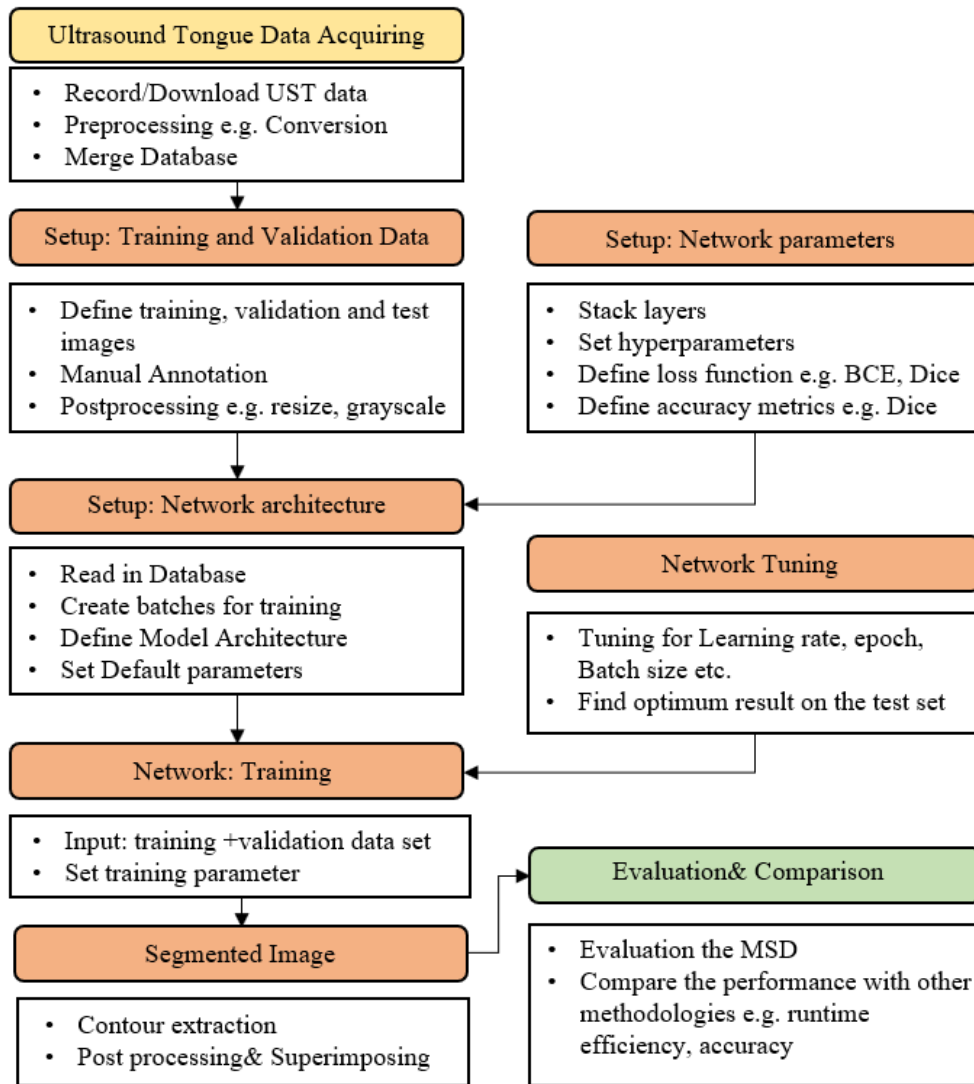 Ultrasound Tongue Data Acquiring
• Record/Download UST data
• Preprocessing e.g. Conversion
• Merge Database
Setup: Training and Validation Data
• Define training, validation and test
images
• Manual Annotation
• Postprocessing e.g. resize, grayscale
Setup: Network parameters
• Stack layers
• Set hyperparameters
• Define loss function e.g. BCE, Dice
• Define accuracy metrics e.g. Dice
Setup: Network architecture
• Read in Database
• Create batches for training
• Define Model Architecture
• Set Default parameters
Network Tuning
• Tuning for Learning rate, epoch,
Batch size etc.
• Find optimum result on the test set
Network: Training
• Input: training +validation data set
• Set training parameter
Segmented Image
• Contour extraction
• Post processing& Superimposing
Evaluation& Comparison
• Evaluation the MSD
• Compare the performance with other
methodologies e.g. runtime
efficiency, accuracy